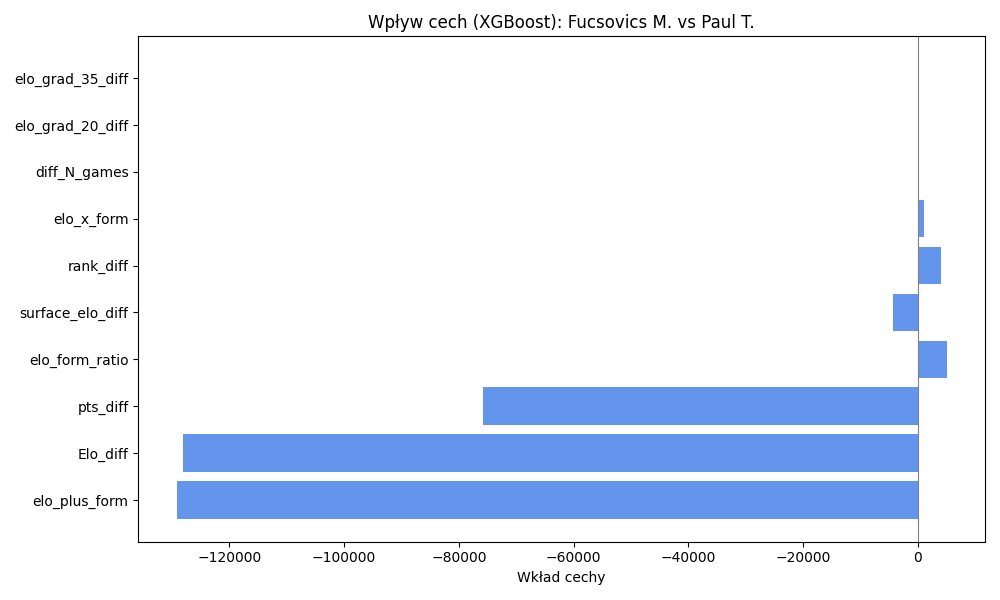 Wpływ cech (XGBoost): Fucsovics M. vs Paul T.
elo_grad_35_diff
elo_grad_20_diff
diff_N_games
elo_x_form
rank_diff
surface_elo_diff
elo_form_ratio
pts_diff
Elo_diff
elo_plus_form
−120000 −100000 −80000 −60000 −40000 −20000 0
Wkład cechy